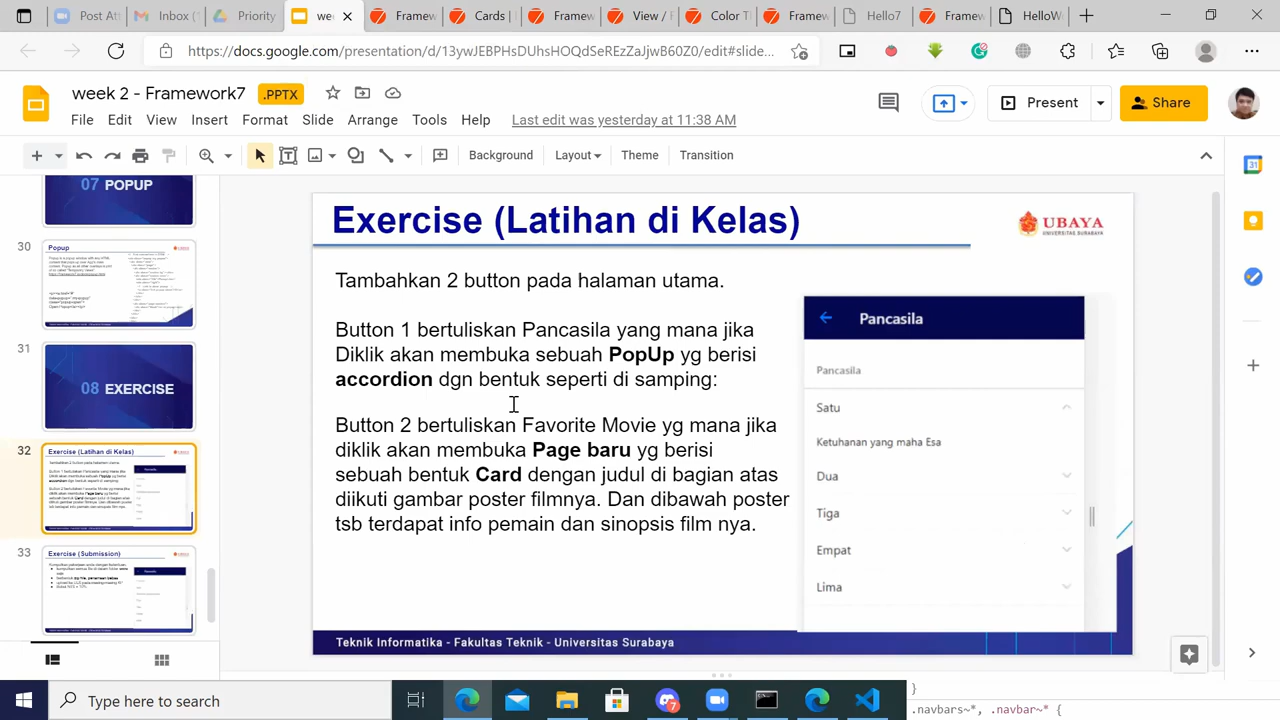 Post Att
Inbox (
Priority
wee
Framew
Cards |
Framew
View / F
Color T
Framew
Hello7
Framew
HelloW
https://docs.google.com/presentation/d/13ywJEBPHsDUhsHOQdSeREzZaJjwB60Z0/edit#slide...
week 2 - Framework7 .PPTX
File Edit View Insert Format Slide Arrange Tools Help Last edit was yesterday at 11:38 AM
Present
Share
Background Layout Theme Transition
07 POPUP
30
Popup
31
08 EXERCISE
32
Exercise (Latihan di Kelas)
33
Exercise (Submission)
Exercise (Latihan di Kelas)
UBAYA
UNIVERSITAS SURABAYA
Tambahkan 2 button pada halaman utama.
Button 1 bertuliskan Pancasila yang mana jika
Diklik akan membuka sebuah PopUp yg berisi
accordion dgn bentuk seperti di samping:
Button 2 bertuliskan Favorite Movie yg mana jika
diklik akan membuka Page baru yg berisi
sebuah bentuk Card dengan judul di bagian atas
diikuti gambar poster filmnya. Dan dibawah poster
tsb terdapat info pemain dan sinopsis film nya.
Pancasila
Pancasila
Satu
Ketuhanan yang maha Esa
Dua
Tiga
Empat
Lima
Teknik Informatika - Fakultas Teknik - Universitas Surabaya
Type here to search
}
.navbars~*, .navbar~* {